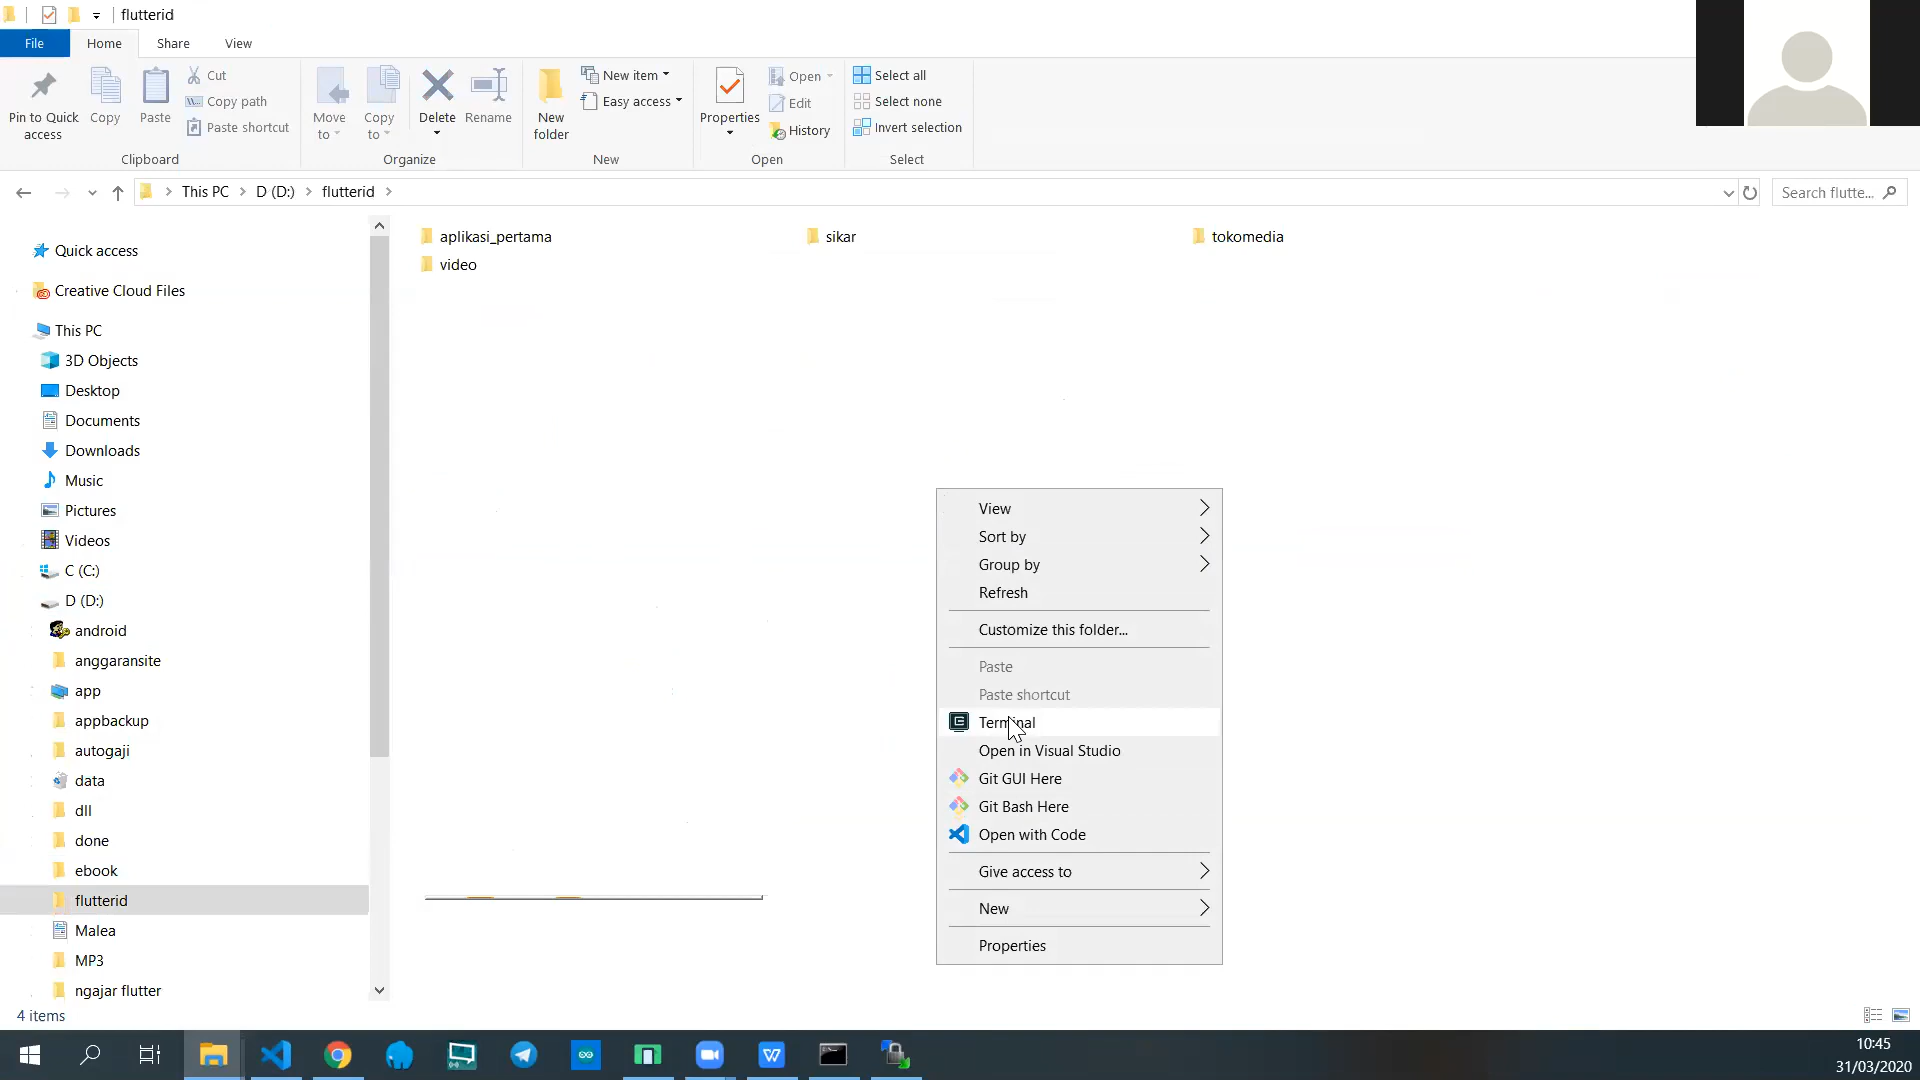 flutterid
File
Home
Share
View
Pin to Quick
access
Copy
Paste
Cut
Copy path
Paste shortcut
Clipboard
Move
to
Copy
to
Delete
Rename
Organize
New
folder
New item
Easy access
New
Properties
Open
Edit
History
Open
Select all
Select none
Invert selection
Select
This PC
D (D:)
flutterid
Search flutte...
Quick access
Creative Cloud Files
This PC
3D Objects
Desktop
Documents
Downloads
Music
Pictures
Videos
C (C:)
D (D:)
android
anggaransite
app
appbackup
autogaji
data
dll
done
ebook
flutterid
Malea
MP3
ngajar flutter
aplikasi_pertama
sikar
tokomedia
video
View
Sort by
Group by
Refresh
Customize this folder...
Paste
Paste shortcut
Terminal
Open in Visual Studio
Git GUI Here
Git Bash Here
Open with Code
Give access to
New
Properties
4 items
10:45
31/03/2020